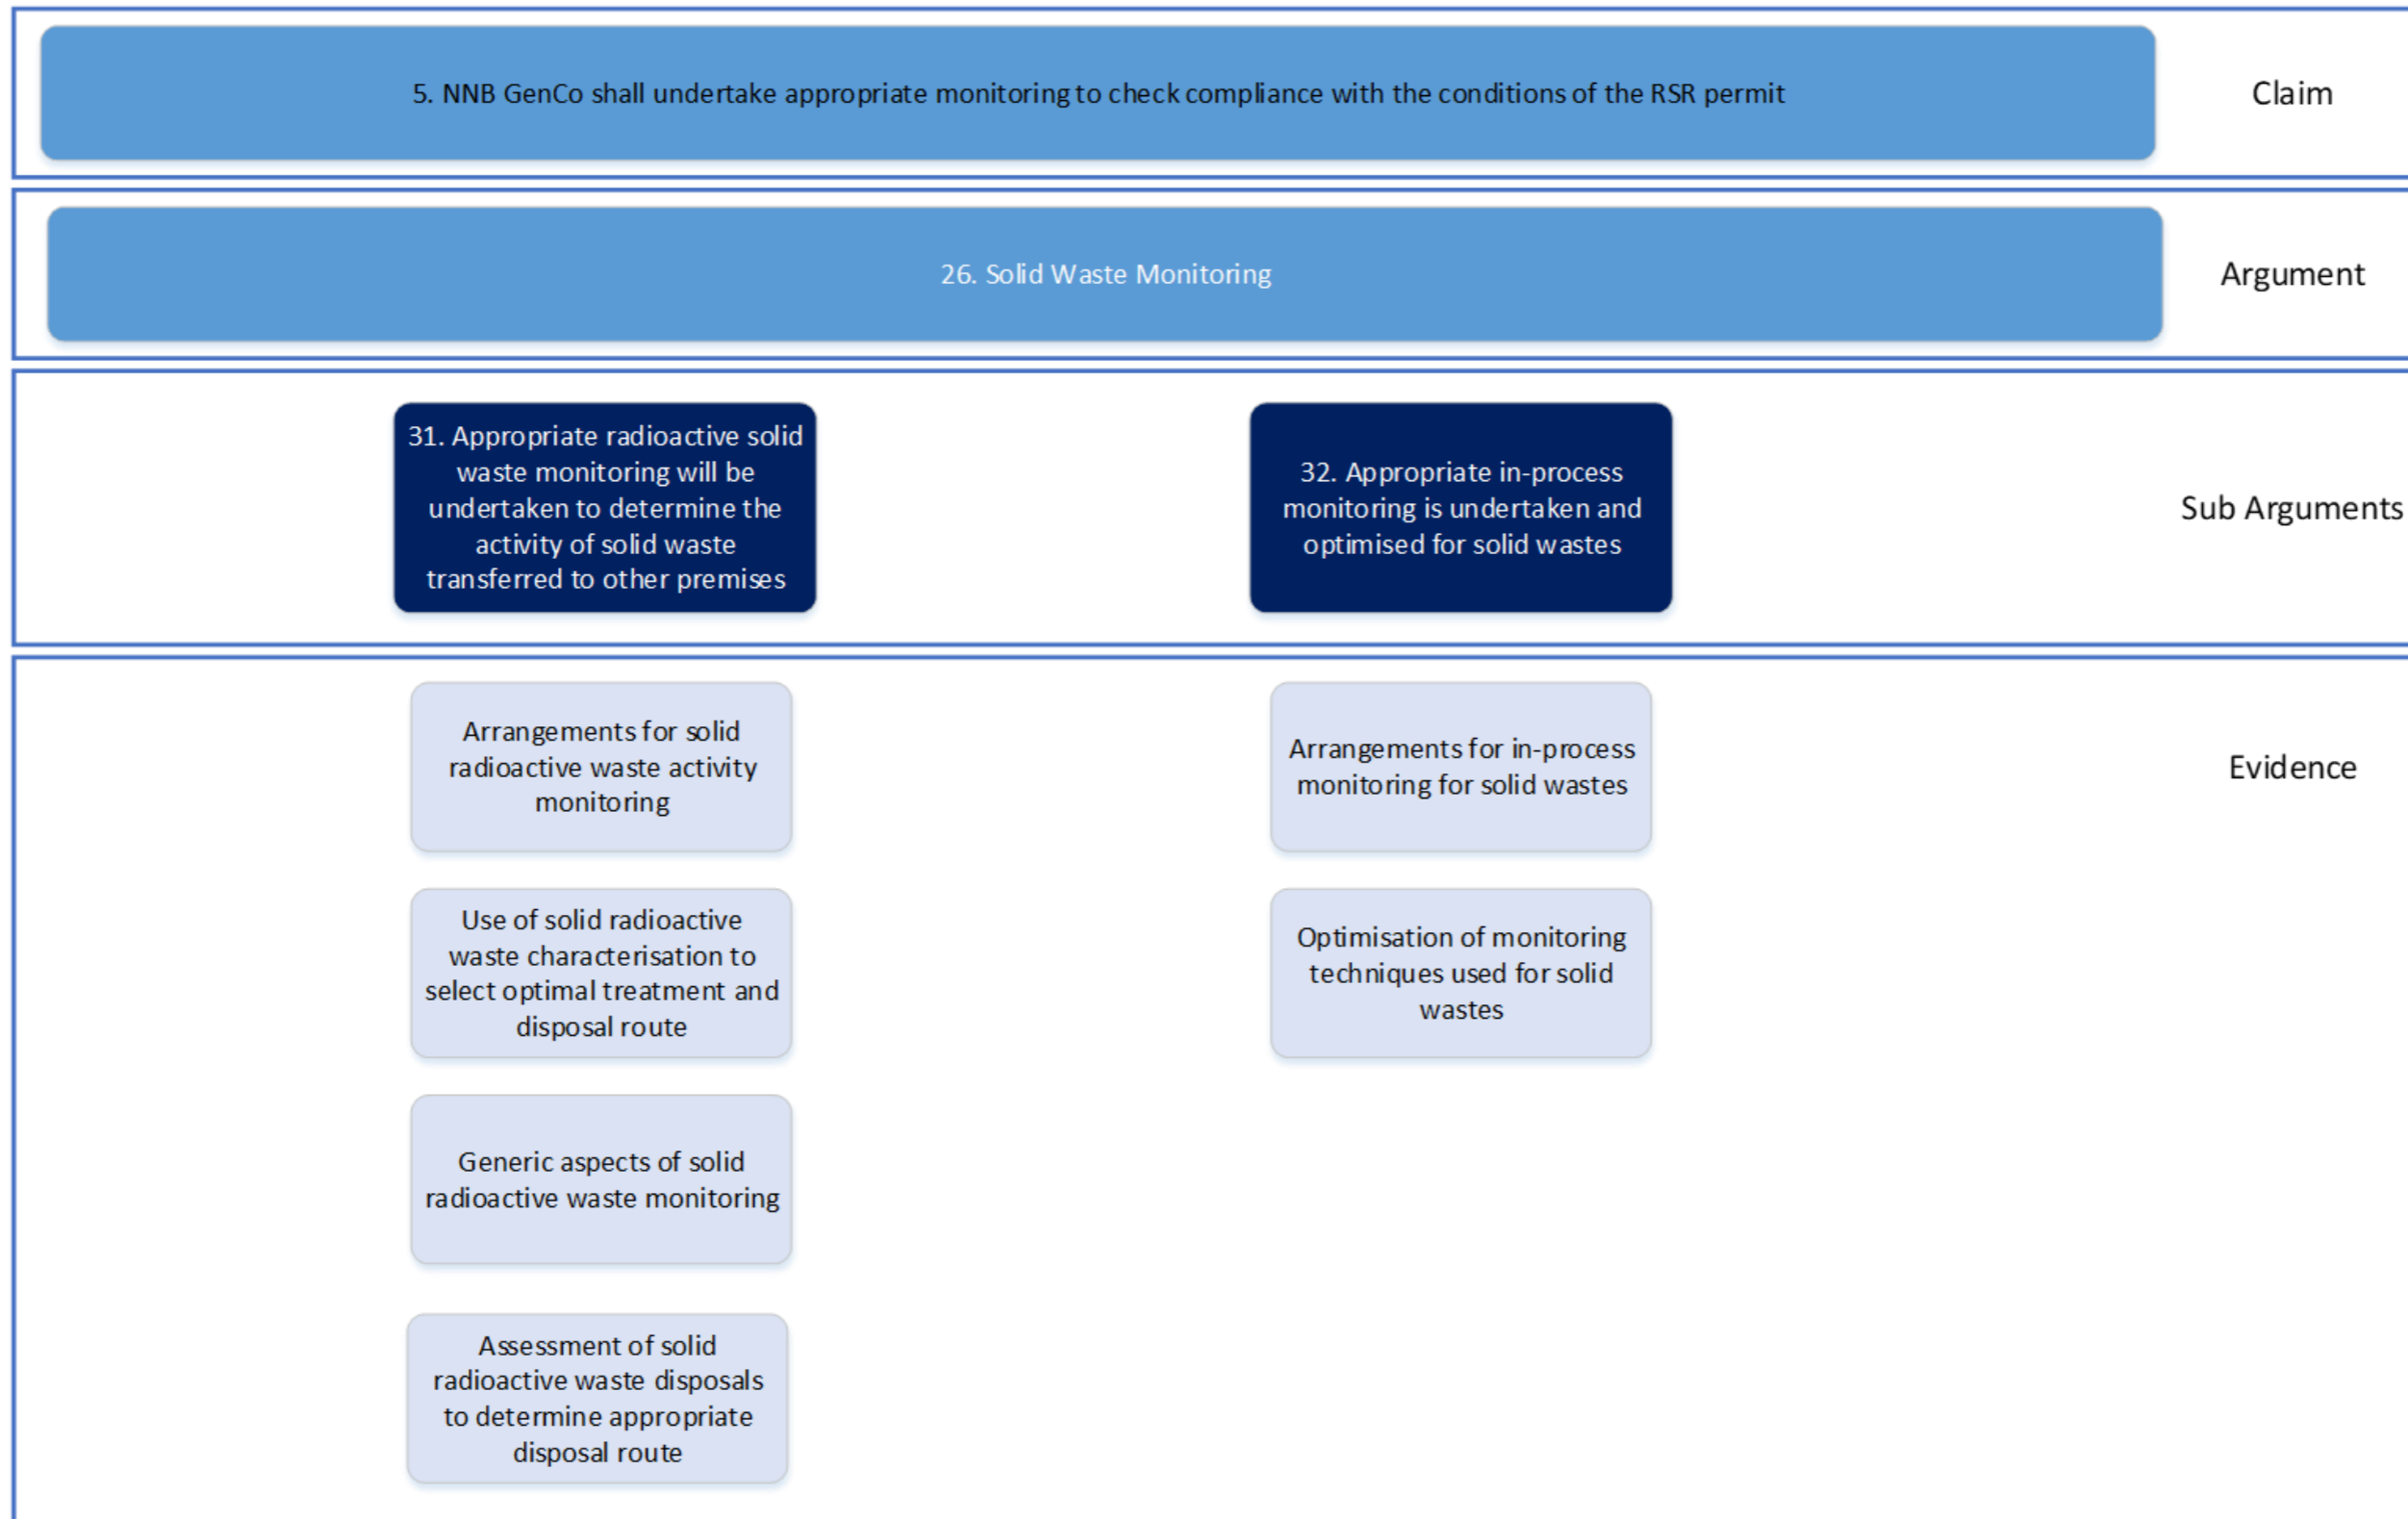 5. NNB GenCo shall undertake appropriate monitoring to check compliance with the conditions of the RSR permit
Claim
26. Solid Waste Monitoring
Argument
31. Appropriate radioactive solid
waste monitoring will be
undertaken to determine the
activity of solid waste
transferred to other premises
32. Appropriate in-process
monitoring is undertaken and
optimised for solid wastes
Sub Arguments
Arrangements for solid
radioactive waste activity
monitoring
Arrangements for in-process
monitoring for solid wastes
Evidence
Use of solid radioactive
waste characterisation to
select optimal treatment and
disposal route
Optimisation of monitoring
techniques used for solid
wastes
Generic aspects of solid
radioactive waste monitoring
Assessment of solid
radioactive waste disposals
to determine appropriate
disposal route